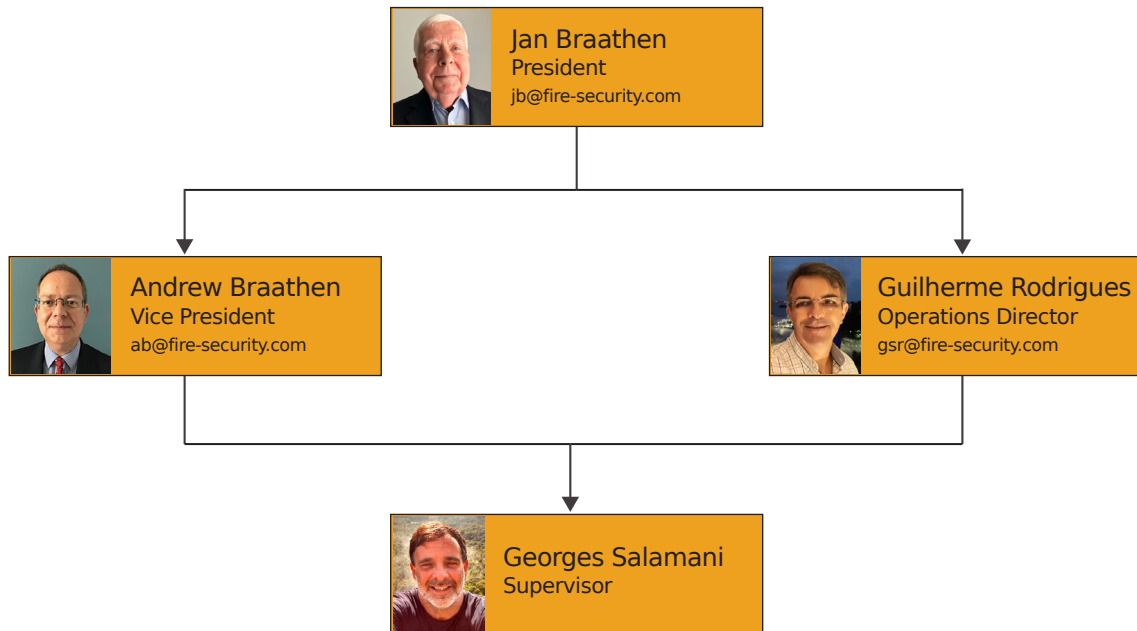 Jan Braathen
President
jb@fire-security.com
Andrew Braathen
Vice President
ab@fire-security.com
Guilherme Rodrigues
Operations Director
gsr@fire-security.com
Georges Salamani
Supervisor